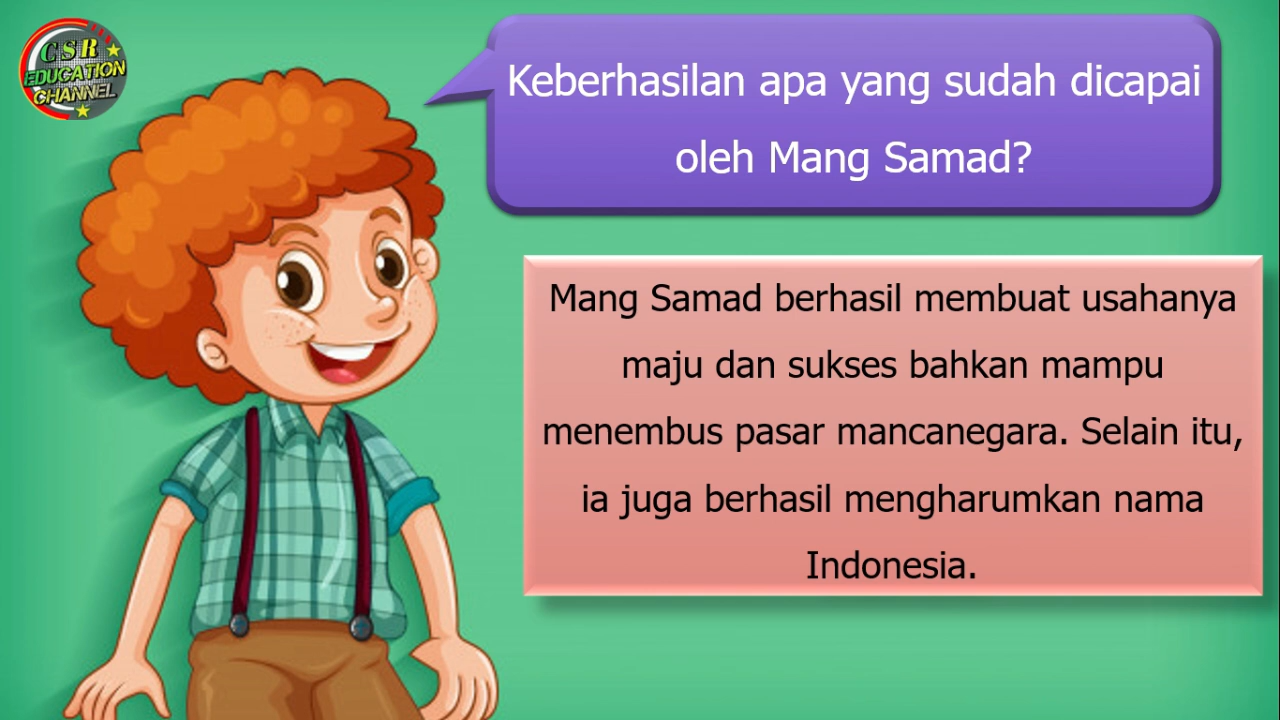 CSR
EDUCATION
CHANNEL
Keberhasilan apa yang sudah dicapai
oleh Mang Samad?
Mang Samad berhasil membuat usahanya
maju dan sukses bahkan mampu
menembus pasar mancanegara. Selain itu,
ia juga berhasil mengharumkan nama
Indonesia.